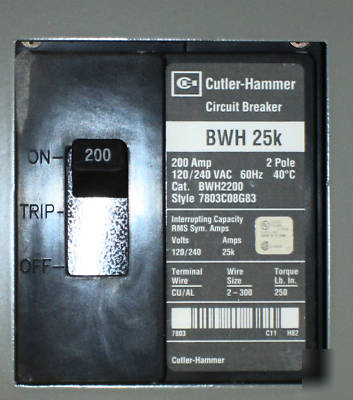 Cutler-Hammer
Circuit Breaker
BWH 25k
200 Amp 2 Pole
120/240 VAC 60Hz 40°C
Cat. BWH2200
Style 7803C08G83
Interrupting Capacity
RMS Sym. Amps
Volts Amps
120/240 25k
Terminal Wire Torque
Wire Size Lb. In.
CU/AL 2-300 250
7803 C11 H82
Cutler-Hammer
ON 200
TRIP
OFF